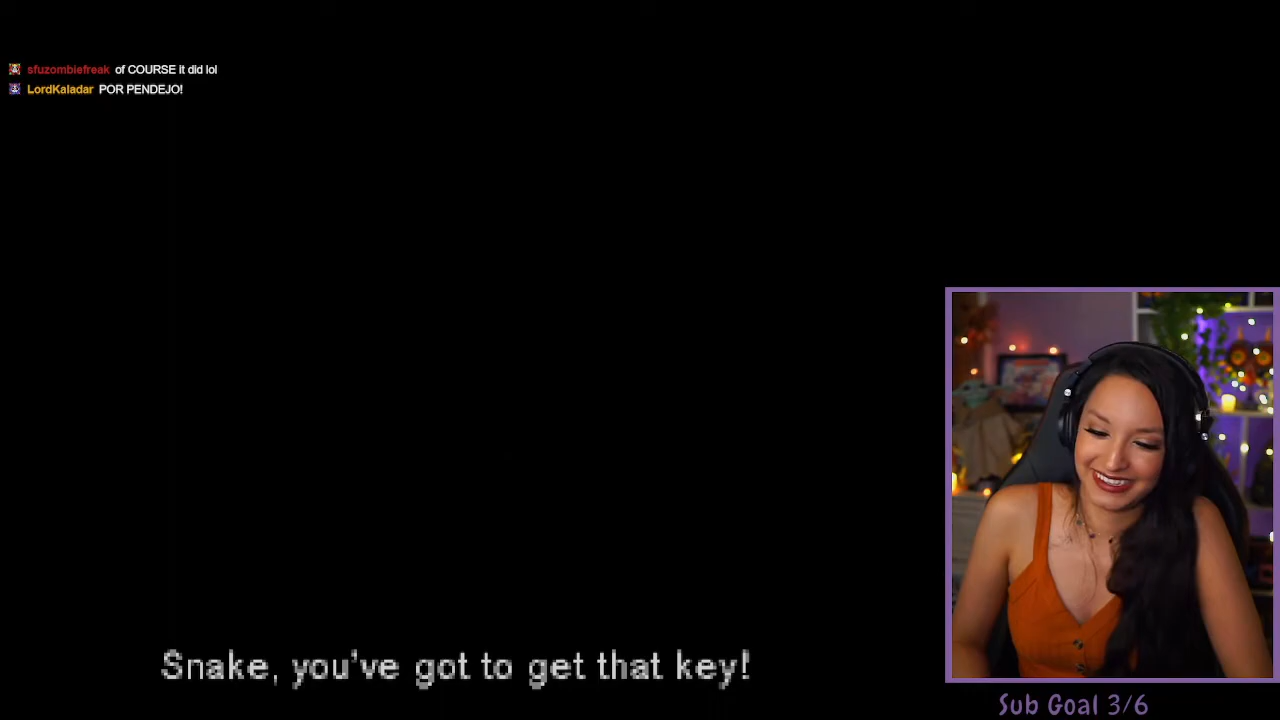 sfuzombiefreak of COURSE it did lol
LordKaladar POR PENDEJO!
Snake, you've got to get that key!
Sub Goal 3/6